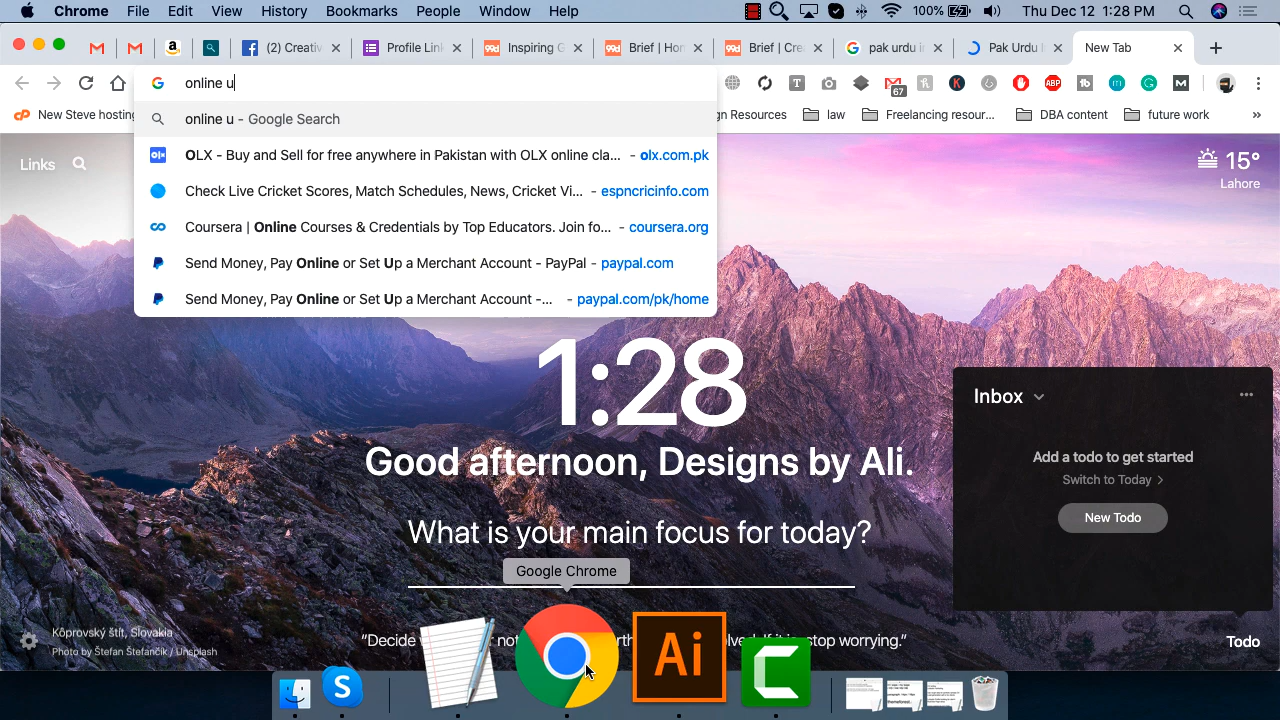 Chrome File Edit View History Bookmarks People Window Help 100% Thu Dec 12 1:28 PM
(2) Creativ Profile Lin Inspiring G Brief | Hon Brief | Cre pak urdu in Pak Urdu I New Tab
online u
67
ABP
New Steve hosting
gn Resources law Freelancing resour... DBA content future work »
online u - Google Search
OLX - Buy and Sell for free anywhere in Pakistan with OLX online cla... - olx.com.pk
Check Live Cricket Scores, Match Schedules, News, Cricket Vi... - espncricinfo.com
Coursera | Online Courses & Credentials by Top Educators. Join fo... - coursera.org
Send Money, Pay Online or Set Up a Merchant Account - PayPal - paypal.com
Send Money, Pay Online or Set Up a Merchant Account -... - paypal.com/pk/home
Links
15°
Lahore
1:28
Good afternoon, Designs by Ali.
What is your main focus for today?
Inbox
Add a todo to get started
Switch to Today
New Todo
Google Chrome
Kôprovský štít, Slovakia
Photo by Štefan Štefančík / Unsplash
“Decide stop worrying.”
Todo
Ai